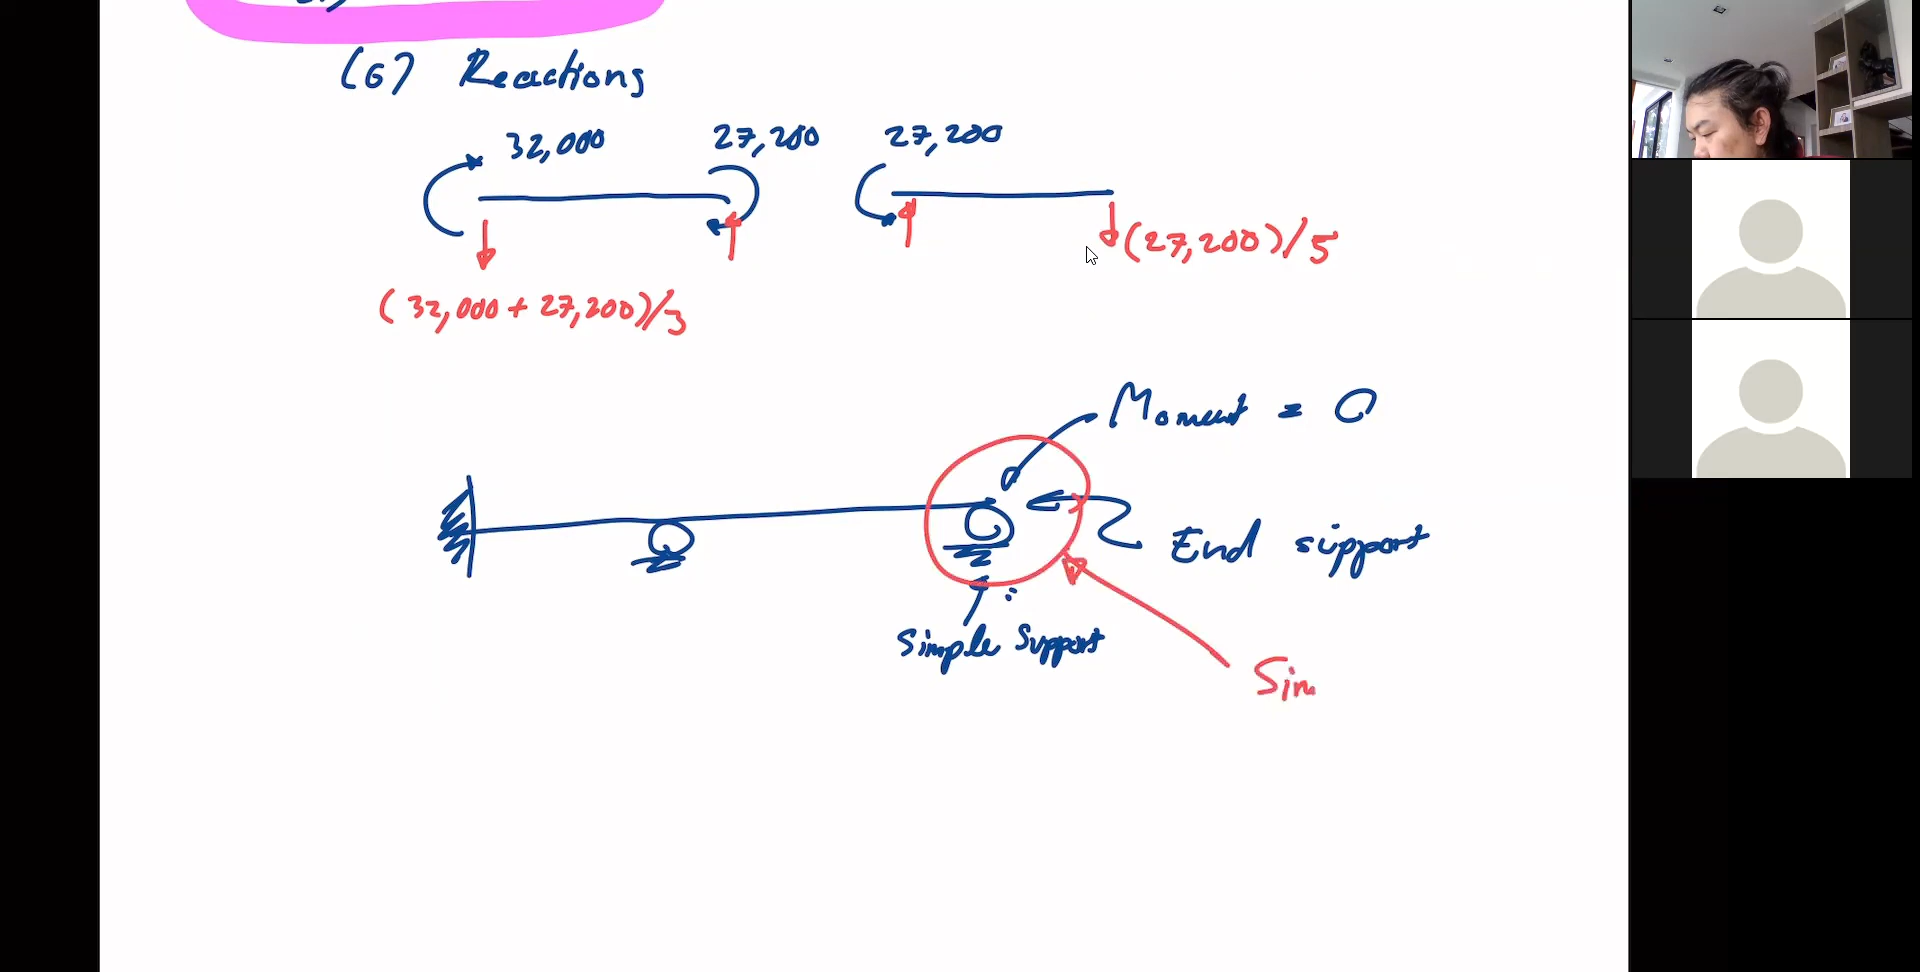 (6) Reactions
32,000 27,200 27,200
(27,200)/5
(32,000 + 27,200)/3
Moment = 0
End support
Simple Support
Sim